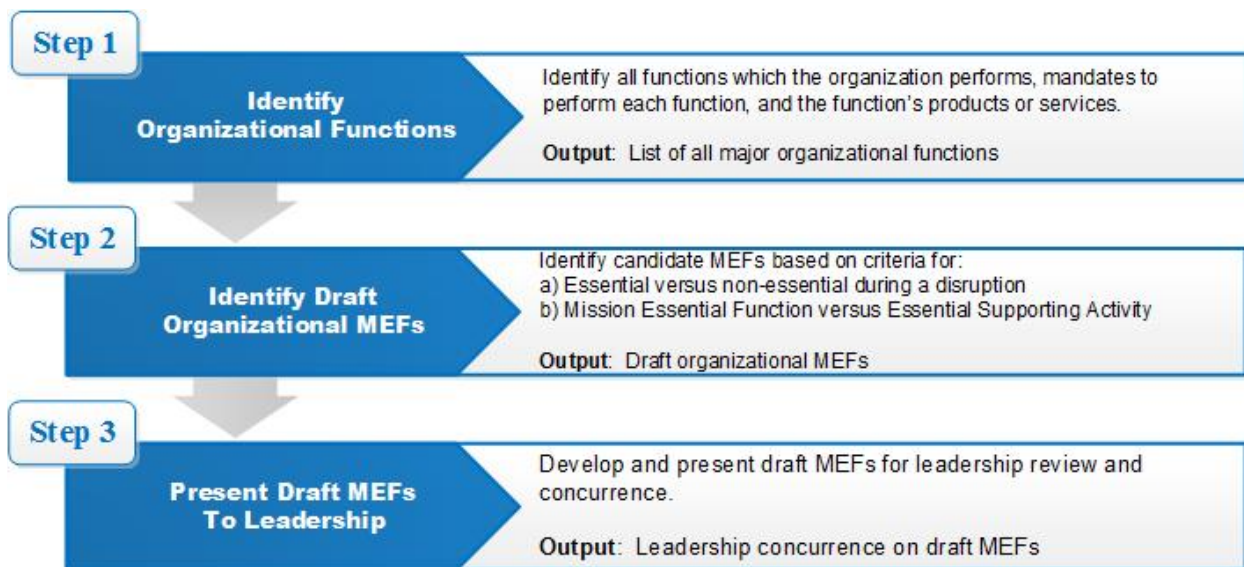 Step 1
Identify
Organizational Functions
Identify all functions which the organization performs, mandates to
perform each function, and the function's products or services.
Output: List of all major organizational functions
Step 2
Identify Draft
Organizational MEFs
Identify candidate MEFs based on criteria for:
a) Essential versus non-essential during a disruption
b) Mission Essential Function versus Essential Supporting Activity
Output: Draft organizational MEFs
Step 3
Present Draft MEFs
To Leadership
Develop and present draft MEFs for leadership review and
concurrence.
Output: Leadership concurrence on draft MEFs